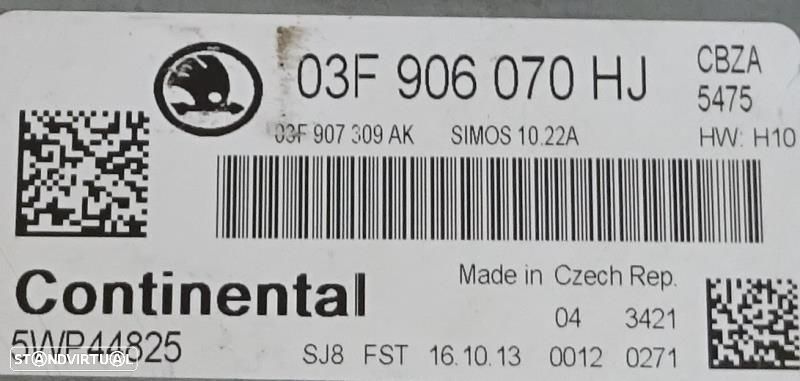 03F 906 070 HJ
CBZA
5475
03F 907 309 AK SIMOS 10.22A HW: H10
Continental
Made in Czech Rep.
5WP44825
04 3421
SJ8 FST 16.10.13 0012 0271
STANDVIRTUAL